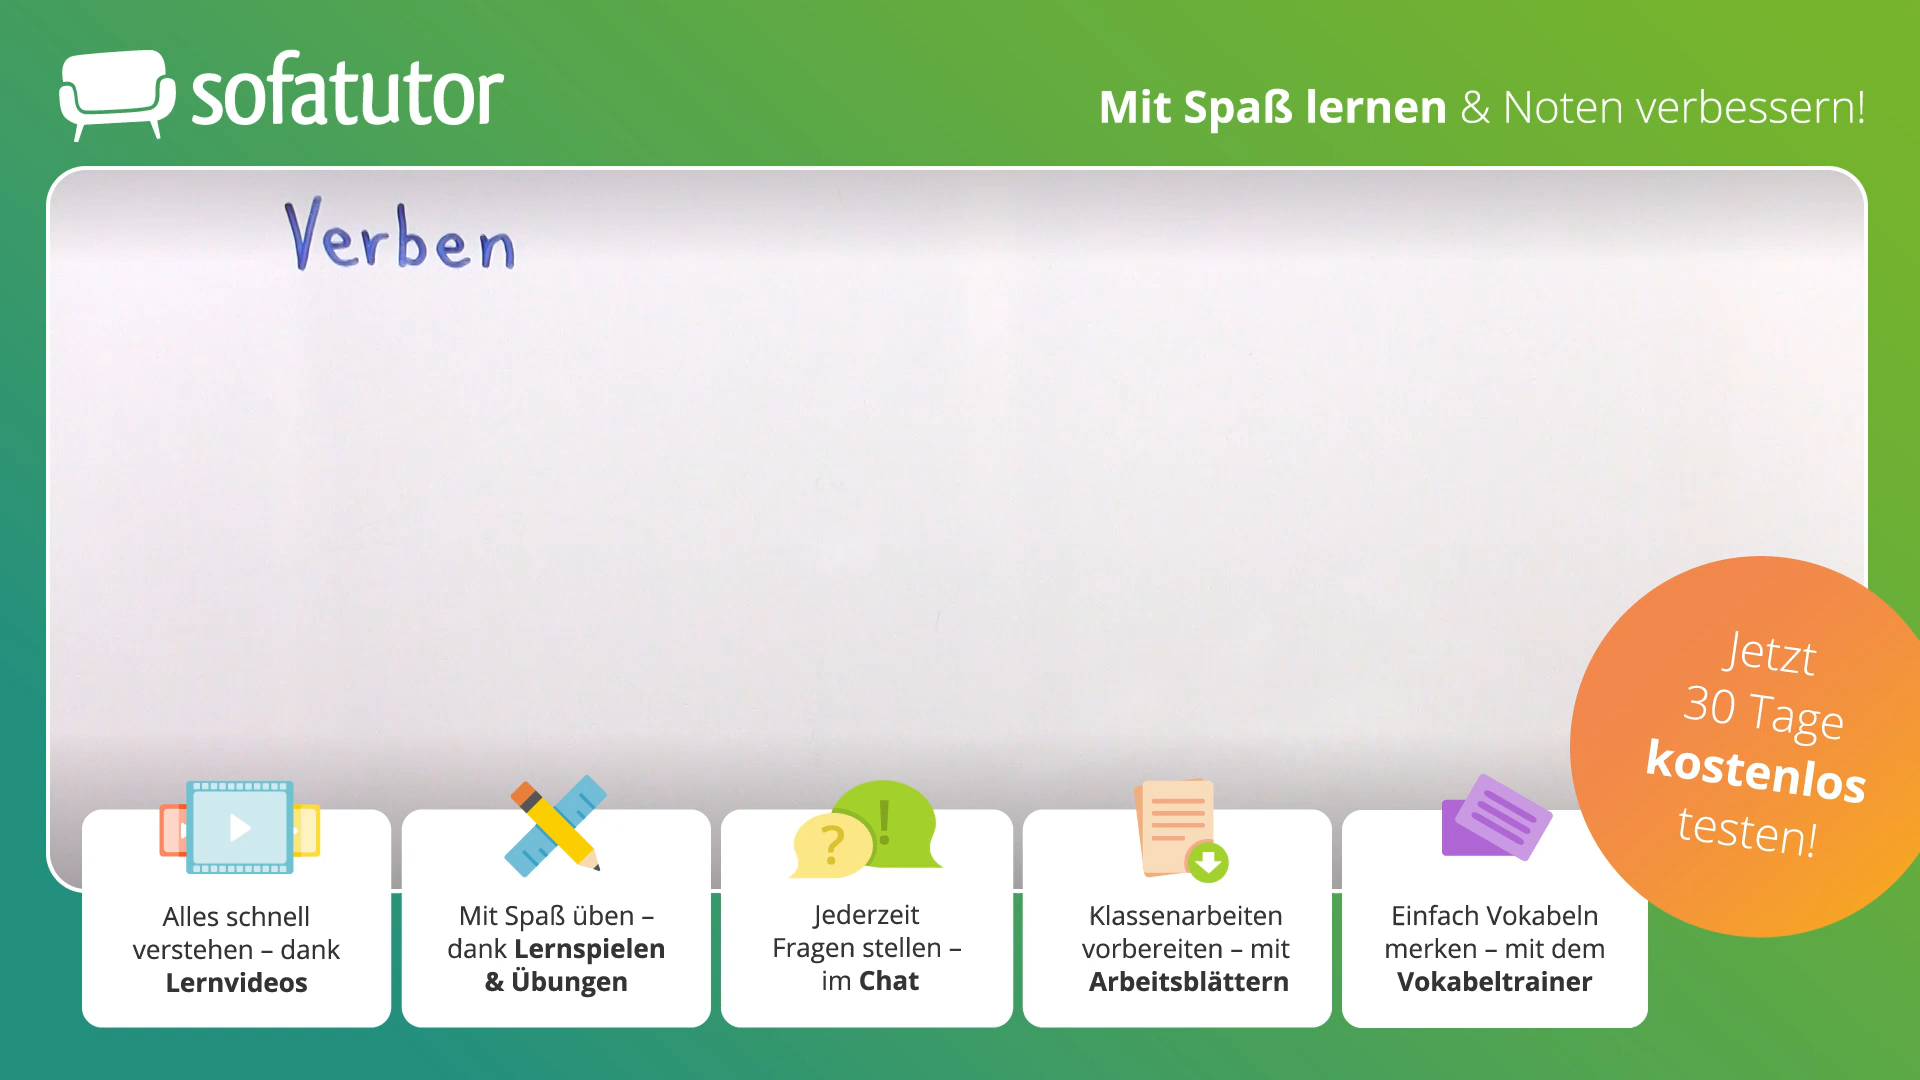 sofatutor
Mit Spaß lernen & Noten verbessern!
Verben
Jetzt
30 Tage
kostenlos
testen!
Alles schnell
verstehen – dank
Lernvideos
Mit Spaß üben –
dank Lernspielen
& Übungen
?
!
Jederzeit
Fragen stellen –
im Chat
Klassenarbeiten
vorbereiten – mit
Arbeitsblättern
Einfach Vokabeln
merken – mit dem
Vokabeltrainer